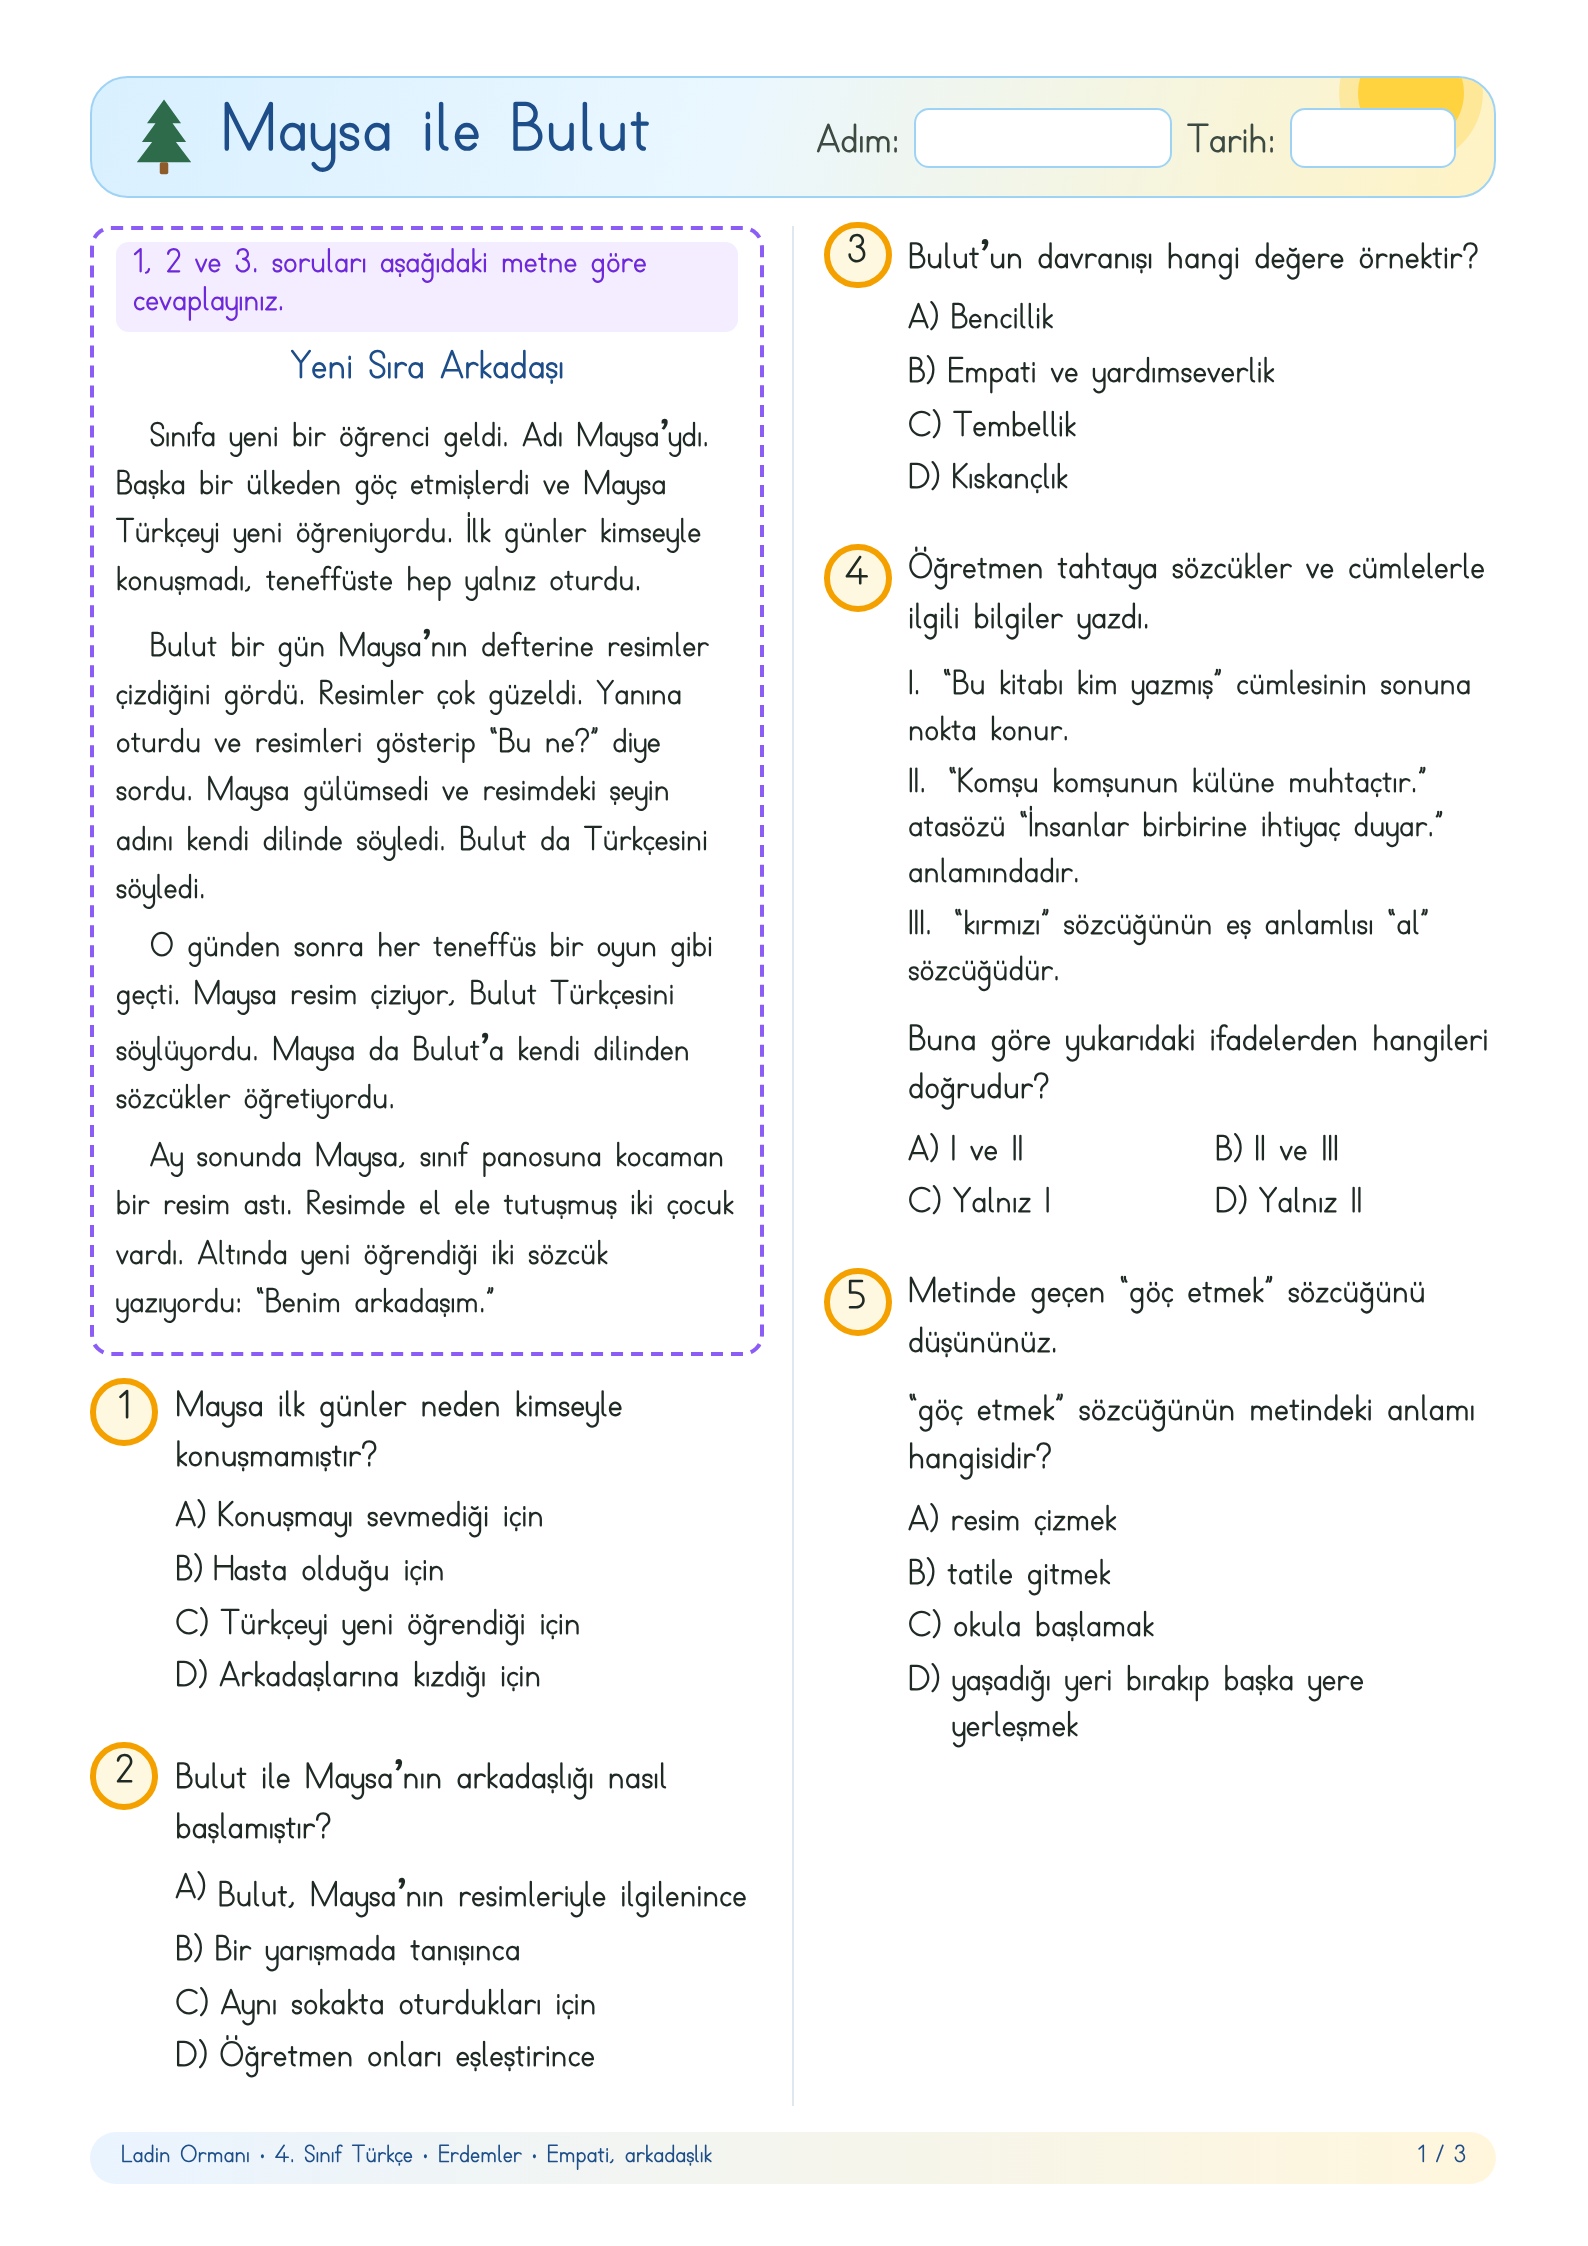 Maysa ile Bulut
Adım:
Tarih:
1, 2 ve 3. soruları aşağıdaki metne göre
cevaplayınız.
Yeni Sıra Arkadaşı
Sınıfa yeni bir öğrenci geldi. Adı Maysa’ydı.
Başka bir ülkeden göç etmişlerdi ve Maysa
Türkçeyi yeni öğreniyordu. İlk günler kimseyle
konuşmadı, teneffüste hep yalnız oturdu.
Bulut bir gün Maysa’nın defterine resimler
çizdiğini gördü. Resimler çok güzeldi. Yanına
oturdu ve resimleri gösterip “Bu ne?” diye
sordu. Maysa gülümsedi ve resimdeki şeyin
adını kendi dilinde söyledi. Bulut da Türkçesini
söyledi.
O günden sonra her teneffüs bir oyun gibi
geçti. Maysa resim çiziyor, Bulut Türkçesini
söylüyordu. Maysa da Bulut’a kendi dilinden
sözcükler öğretiyordu.
Ay sonunda Maysa, sınıf panosuna kocaman
bir resim astı. Resimde el ele tutuşmuş iki çocuk
vardı. Altında yeni öğrendiği iki sözcük
yazıyordu: “Benim arkadaşım.”
1
Maysa ilk günler neden kimseyle
konuşmamıştır?
A) Konuşmayı sevmediği için
B) Hasta olduğu için
C) Türkçeyi yeni öğrendiği için
D) Arkadaşlarına kızdığı için
2
Bulut ile Maysa’nın arkadaşlığı nasıl
başlamıştır?
A) Bulut, Maysa’nın resimleriyle ilgilenince
B) Bir yarışmada tanışınca
C) Aynı sokakta oturdukları için
D) Öğretmen onları eşleştirince
3
Bulut’un davranışı hangi değere örnektir?
A) Bencillik
B) Empati ve yardımseverlik
C) Tembellik
D) Kıskançlık
4
Öğretmen tahtaya sözcükler ve cümlelerle
ilgili bilgiler yazdı.
I. “Bu kitabı kim yazmış” cümlesinin sonuna
nokta konur.
II. “Komşu komşunun külüne muhtaçtır.”
atasözü “İnsanlar birbirine ihtiyaç duyar.”
anlamındadır.
III. “kırmızı” sözcüğünün eş anlamlısı “al”
sözcüğüdür.
Buna göre yukarıdaki ifadelerden hangileri
doğrudur?
A) I ve II
B) II ve III
C) Yalnız I
D) Yalnız II
5
Metinde geçen “göç etmek” sözcüğünü
düşününüz.
“göç etmek” sözcüğünün metindeki anlamı
hangisidir?
A) resim çizmek
B) tatile gitmek
C) okula başlamak
D) yaşadığı yeri bırakıp başka yere
yerleşmek
Ladin Ormanı • 4. Sınıf Türkçe • Erdemler • Empati, arkadaşlık
1 / 3